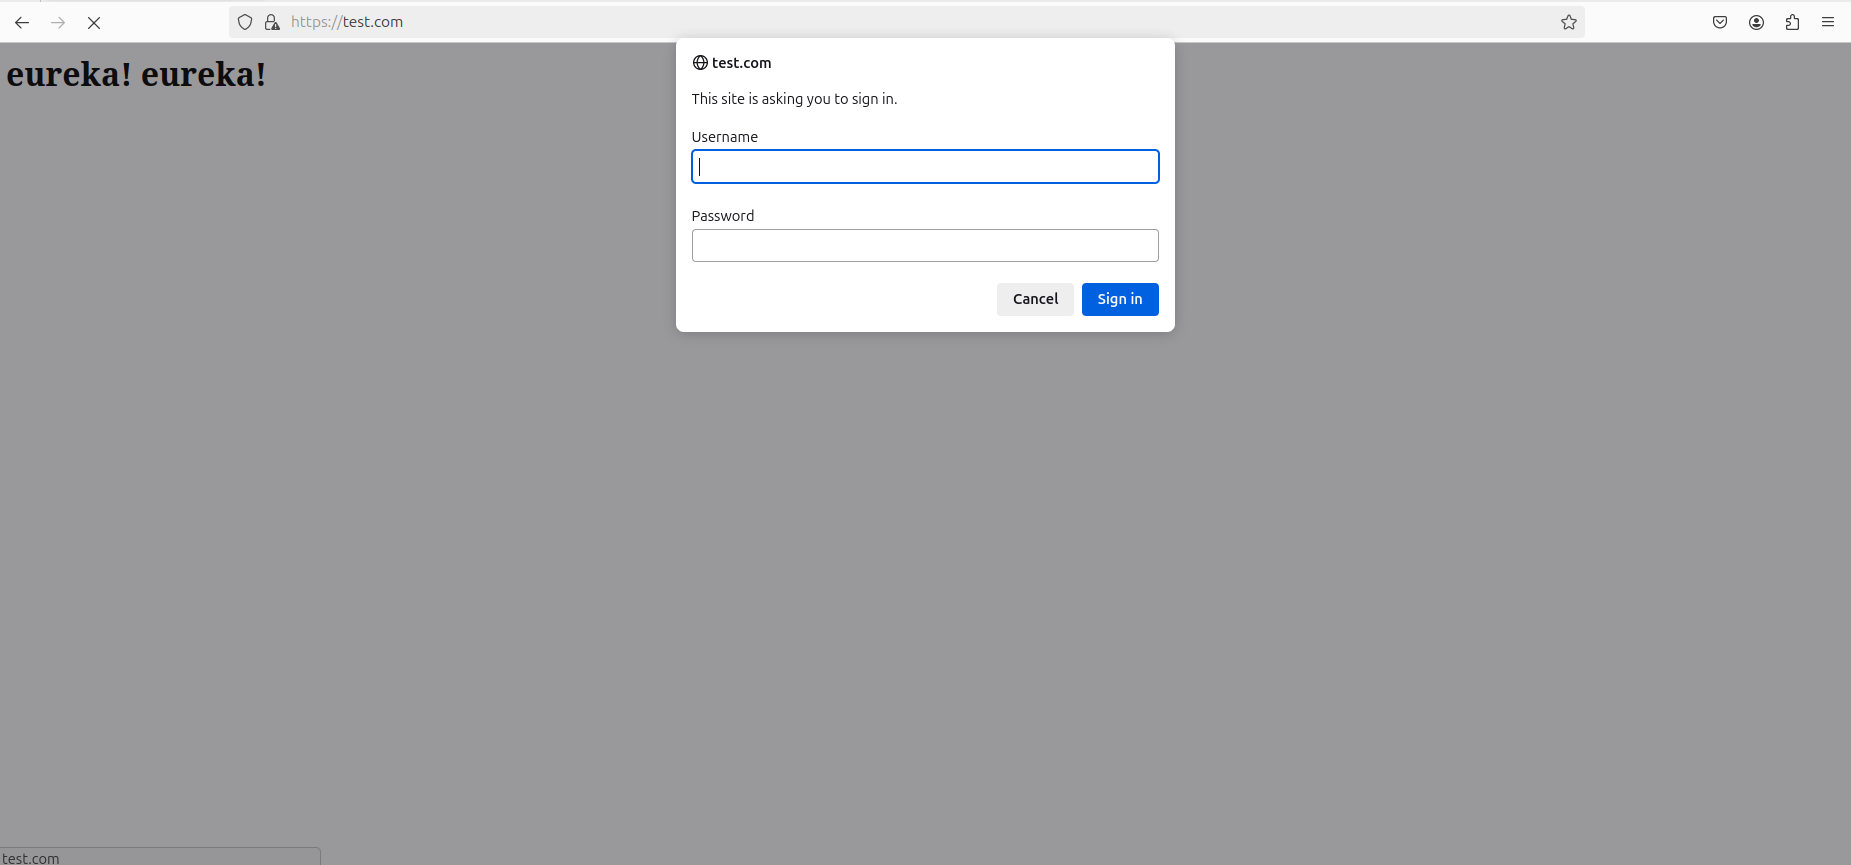 https://test.com
eureka! eureka!
test.com
This site is asking you to sign in.
Username
Password
Cancel
Sign in
test.com